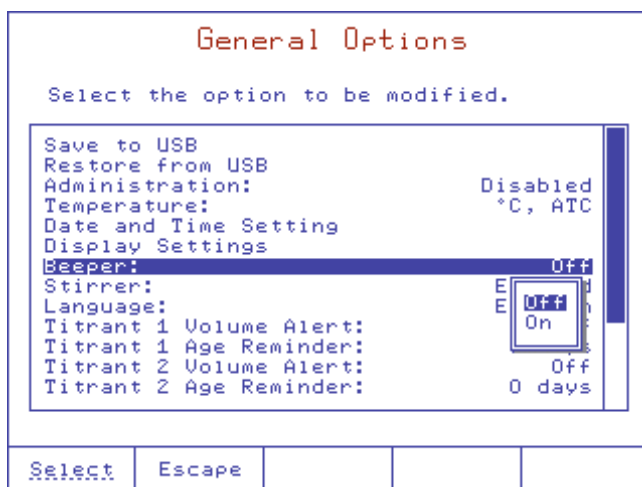 General Options
Select the option to be modified.
Save to USB
Restore from USB
Administration: Disabled
Temperature: °C, ATC
Date and Time Setting
Display Settings
Beeper: Off
Stirrer:
Language:
Off
On
Titrant 1 Volume Alert:
Titrant 1 Age Reminder:
Titrant 2 Volume Alert: Off
Titrant 2 Age Reminder: 0 days
Select Escape